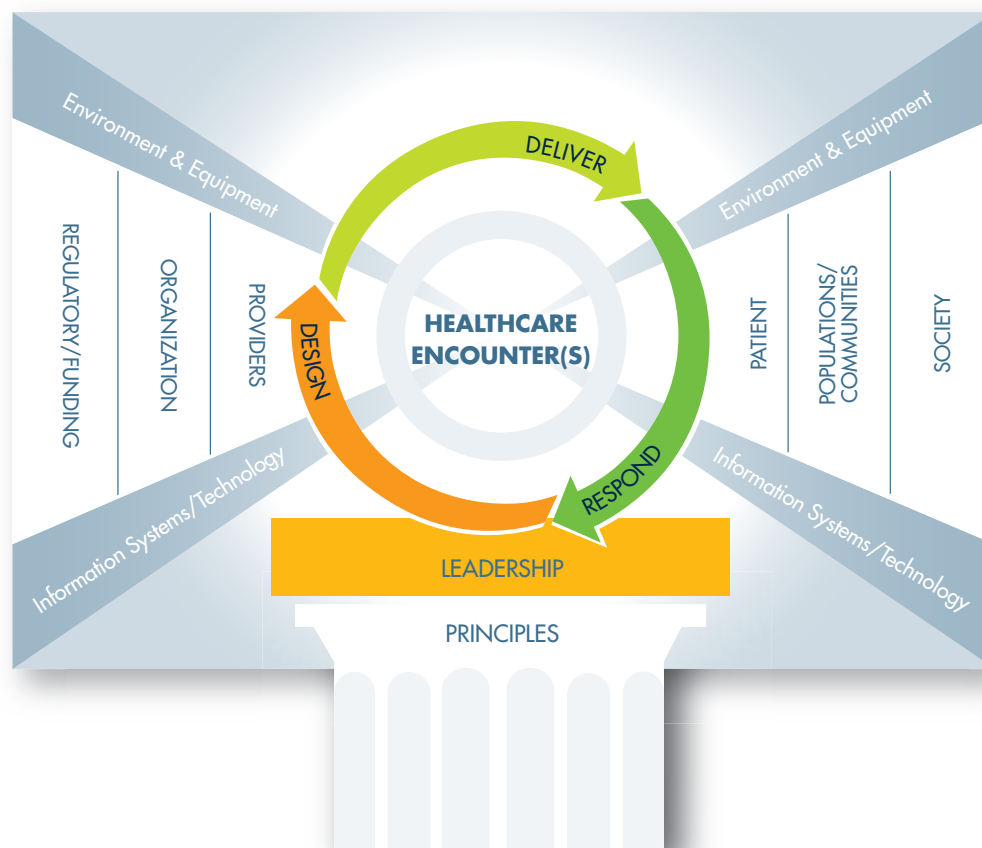 Environment & Equipment
Environment & Equipment
DELIVER
REGULATORY/FUNDING
ORGANIZATION
PROVIDERS
DESIGN
HEALTHCARE
ENCOUNTER(S)
PATIENT
POPULATIONS/
COMMUNITIES
SOCIETY
RESPOND
Information Systems/Technology
Information Systems/Technology
LEADERSHIP
PRINCIPLES